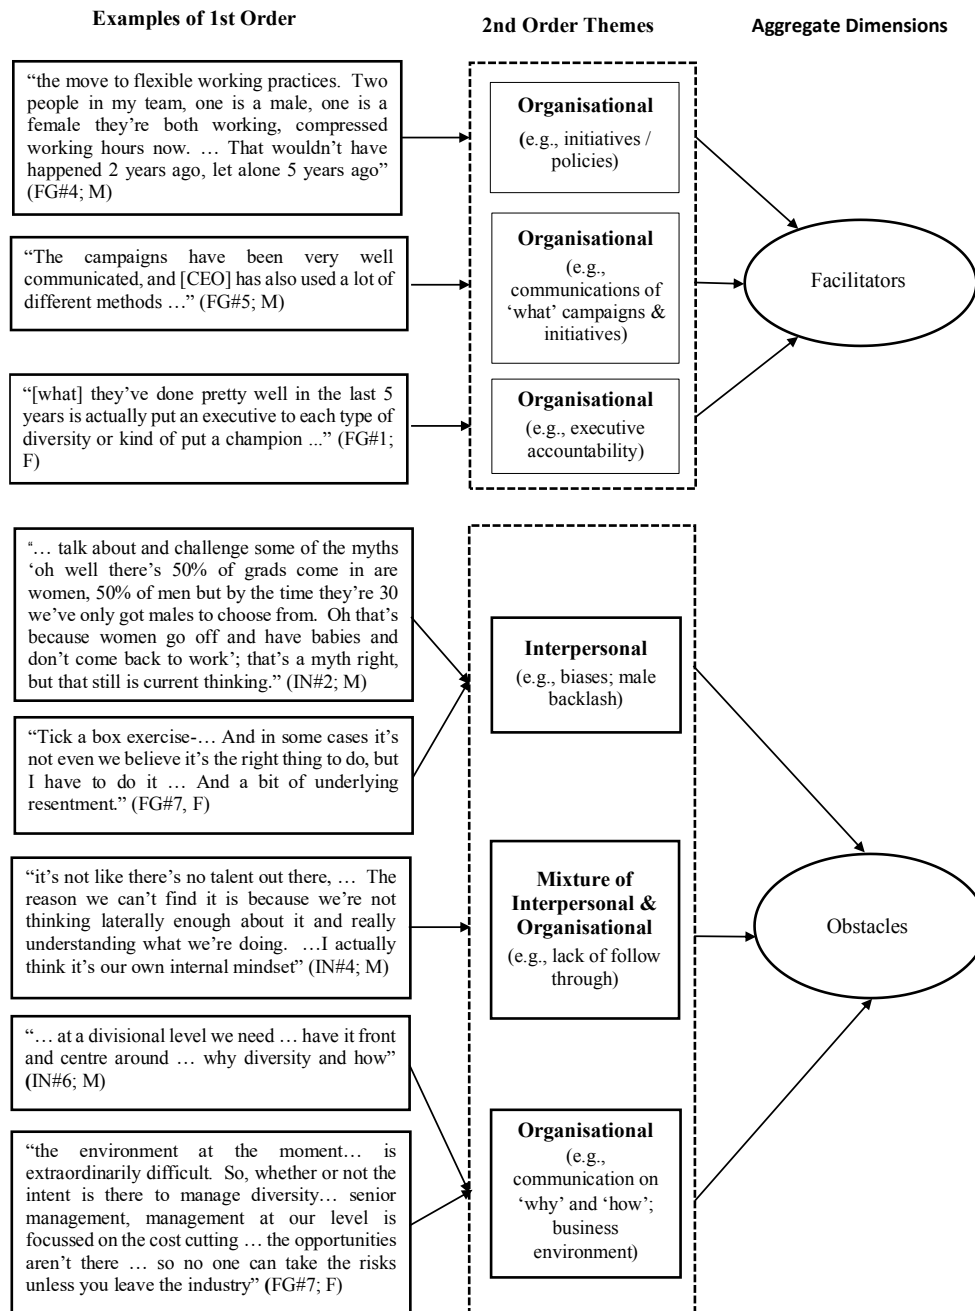 Examples of 1st Order
2nd Order Themes
Aggregate Dimensions
“the move to flexible working practices. Two
people in my team, one is a male, one is a
female they’re both working, compressed
working hours now. … That wouldn’t have
happened 2 years ago, let alone 5 years ago”
(FG#4; M)
“The campaigns have been very well
communicated, and [CEO] has also used a lot of
different methods …” (FG#5; M)
“[what] they’ve done pretty well in the last 5
years is actually put an executive to each type of
diversity or kind of put a champion ...” (FG#1;
F)
Organisational
(e.g., initiatives /
policies)
Organisational
(e.g.,
communications of
‘what’ campaigns &
initiatives)
Organisational
(e.g., executive
accountability)
Facilitators
“… talk about and challenge some of the myths
‘oh well there’s 50% of grads come in are
women, 50% of men but by the time they’re 30
we’ve only got males to choose from. Oh that’s
because women go off and have babies and
don’t come back to work’; that’s a myth right,
but that still is current thinking.” (IN#2; M)
“Tick a box exercise-… And in some cases it’s
not even we believe it’s the right thing to do, but
I have to do it … And a bit of underlying
resentment.” (FG#7, F)
“it’s not like there’s no talent out there, … The
reason we can’t find it is because we’re not
thinking laterally enough about it and really
understanding what we’re doing. …I actually
think it’s our own internal mindset” (IN#4; M)
“… at a divisional level we need … have it front
and centre around … why diversity and how”
(IN#6; M)
“the environment at the moment… is
extraordinarily difficult. So, whether or not the
intent is there to manage diversity… senior
management, management at our level is
focussed on the cost cutting … the opportunities
aren’t there … so no one can take the risks
unless you leave the industry” (FG#7; F)
Interpersonal
(e.g., biases; male
backlash)
Mixture of
Interpersonal &
Organisational
(e.g., lack of follow
through)
Organisational
(e.g.,
communication on
‘why’ and ‘how’;
business
environment)
Obstacles